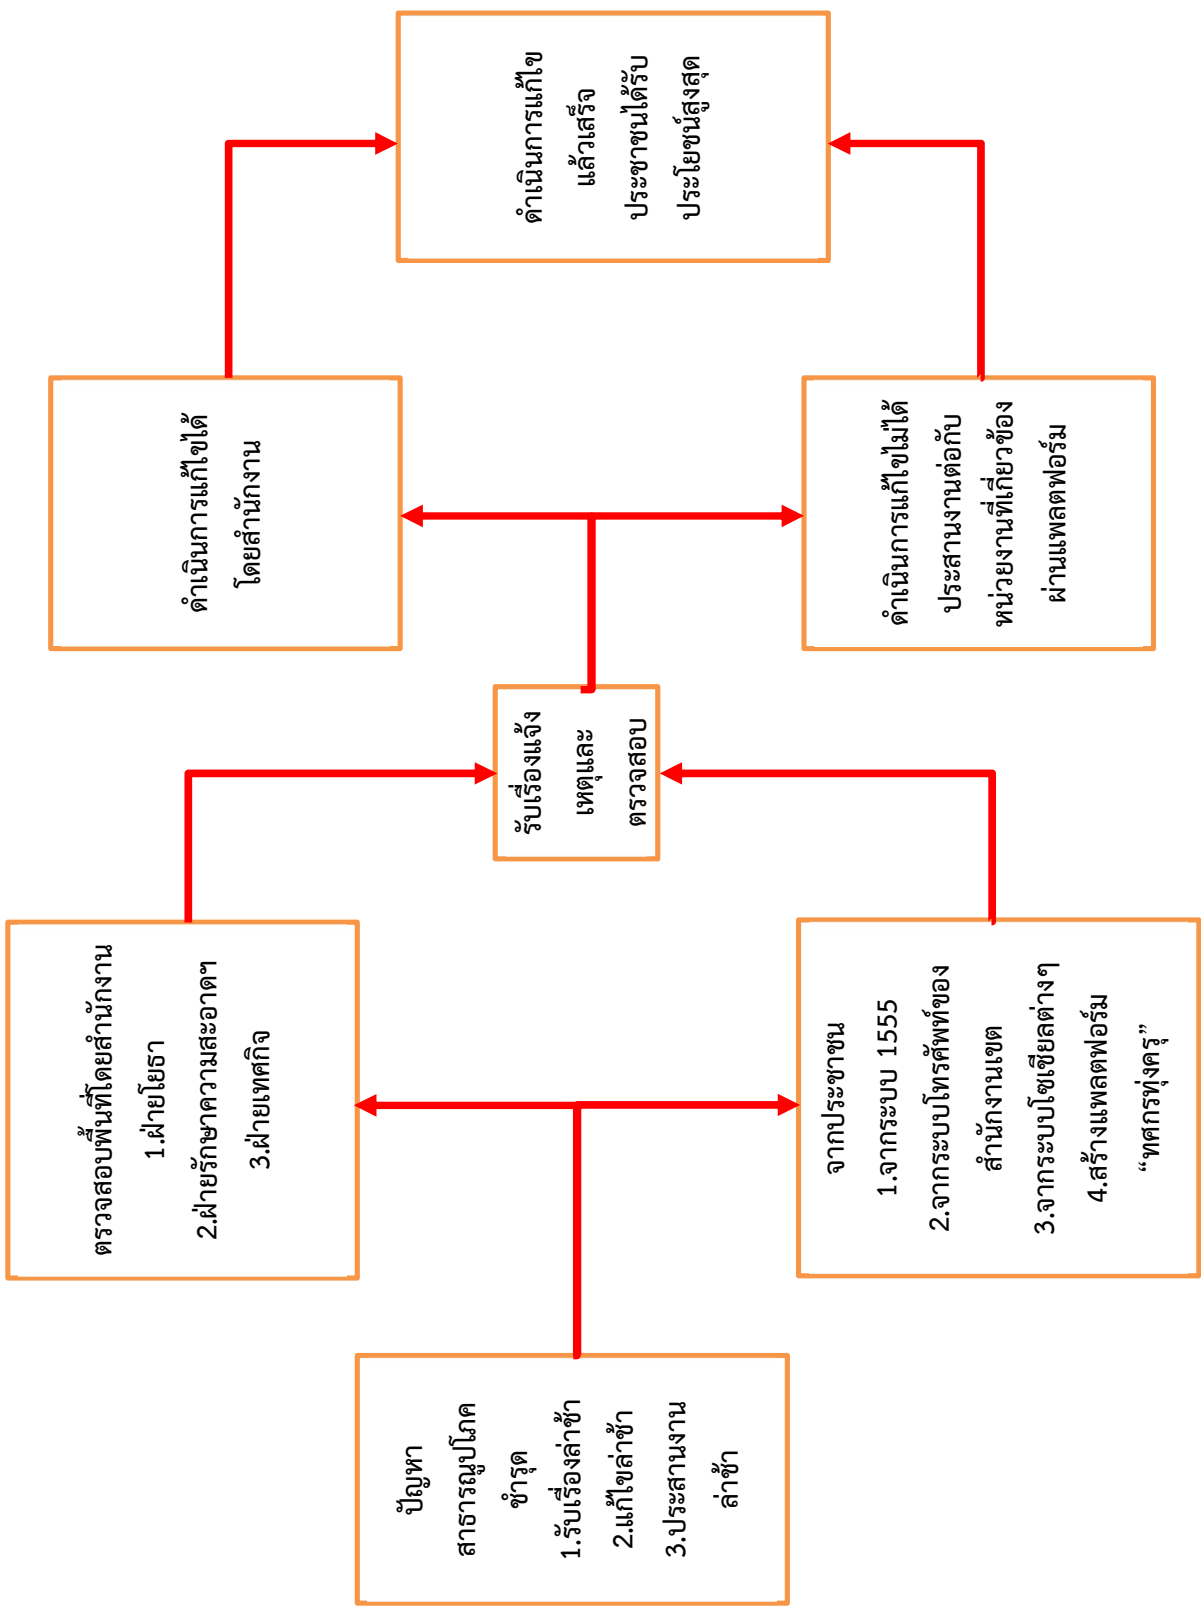 ปัญหา
สาธารณูปโภค
ชำรุด
1.รับเรื่องล่าช้า
2.แก้ไขล่าช้า
3.ประสานงาน
ล่าช้า
ตรวจสอบพื้นที่โดยสำนักงาน
1.ฝ่ายโยธา
2.ฝ่ายรักษาความสะอาดฯ
3.ฝ่ายเทศกิจ
จากประชาชน
1.จากระบบ 1555
2.จากระบบโทรศัพท์ของ
สำนักงานเขต
3.จากระบบโซเชียลต่างๆ
4.สร้างแพลตฟอร์ม
“ทศกรทุ่งครุ”
รับเรื่องแจ้ง
เหตุและ
ตรวจสอบ
ดำเนินการแก้ไขได้
โดยสำนักงาน
ดำเนินการแก้ไขไม่ได้
ประสานงานต่อกับ
หน่วยงานที่เกี่ยวข้อง
ผ่านแพลตฟอร์ม
ดำเนินการแก้ไข
แล้วเสร็จ
ประชาชนได้รับ
ประโยชน์สูงสุด